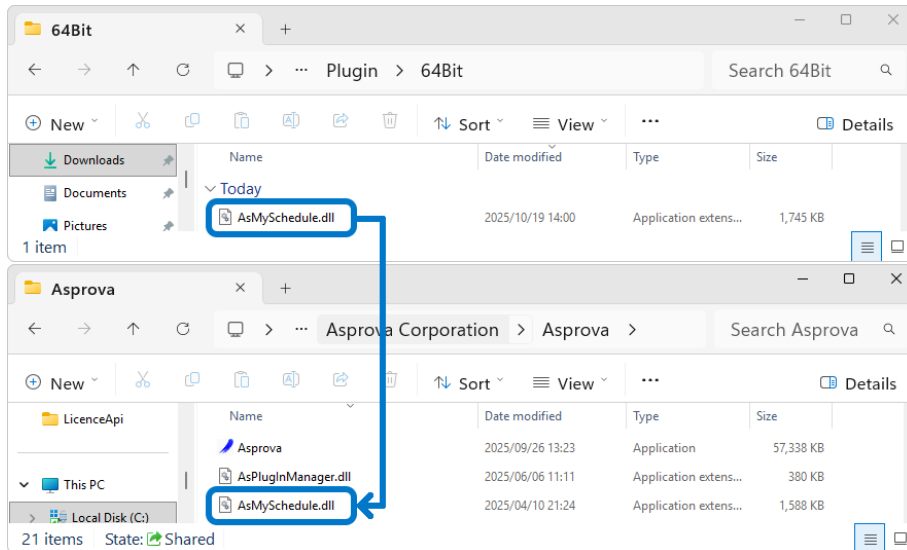 64Bit
Plugin > 64Bit
Search 64Bit
New
Sort
View
Details
Downloads
Documents
Pictures
Name Date modified Type Size
Today
AsMySchedule.dll 2025/10/19 14:00 Application extens... 1,745 KB
1 item
Asprova
Asprova Corporation > Asprova >
Search Asprova
New
Sort
View
Details
LicenceApi
This PC
Local Disk (C:)
Name Date modified Type Size
Asprova 2025/09/26 13:23 Application 57,338 KB
AsPlugInManager.dll 2025/06/06 11:11 Application extens... 380 KB
AsMySchedule.dll 2025/04/10 21:24 Application extens... 1,588 KB
21 items State: Shared